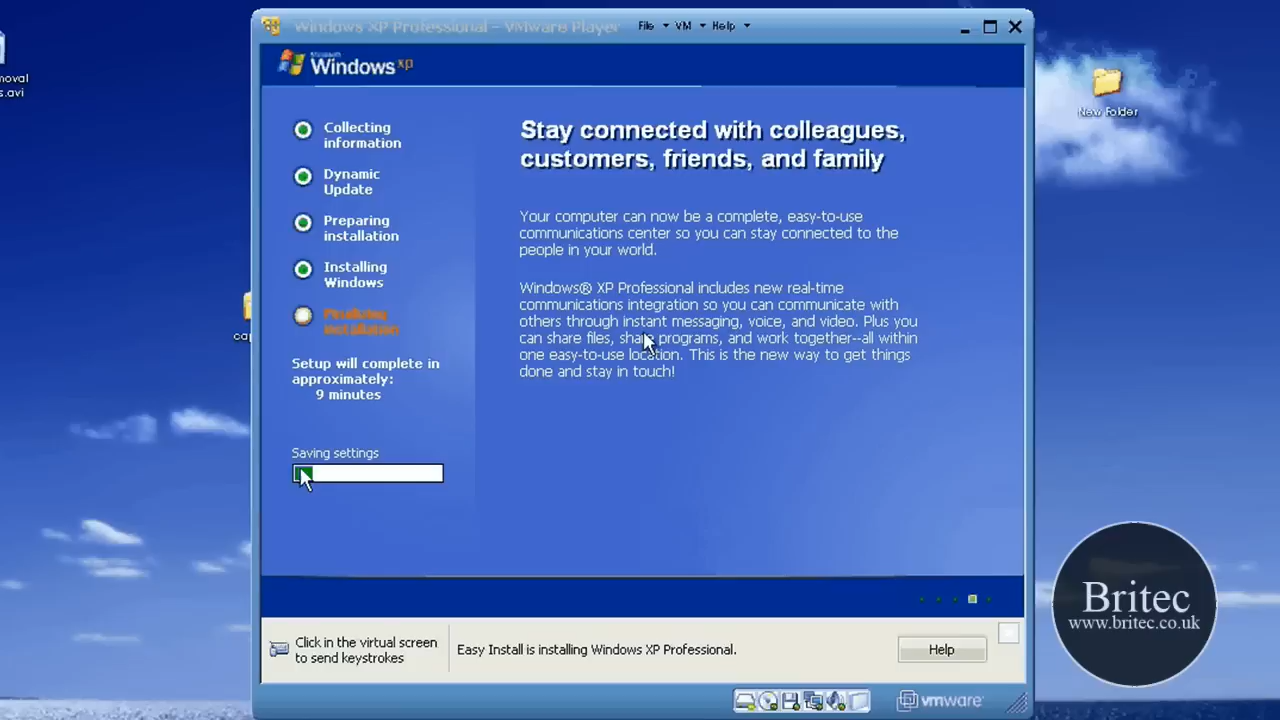 Windows XP Professional - VMware Player
File VM Help
moval
s.avi
New Folder
Microsoft
Windows xp
Collecting
information
Dynamic
Update
Preparing
installation
Installing
Windows
Finalizing
installation
Setup will complete in
approximately:
9 minutes
Saving settings
Stay connected with colleagues,
customers, friends, and family
Your computer can now be a complete, easy-to-use
communications center so you can stay connected to the
people in your world.
Windows® XP Professional includes new real-time
communications integration so you can communicate with
others through instant messaging, voice, and video. Plus you
can share files, share programs, and work together--all within
one easy-to-use location. This is the new way to get things
done and stay in touch!
cap
Click in the virtual screen
to send keystrokes
Easy Install is installing Windows XP Professional.
Help
vmware
Britec
www.britec.co.uk